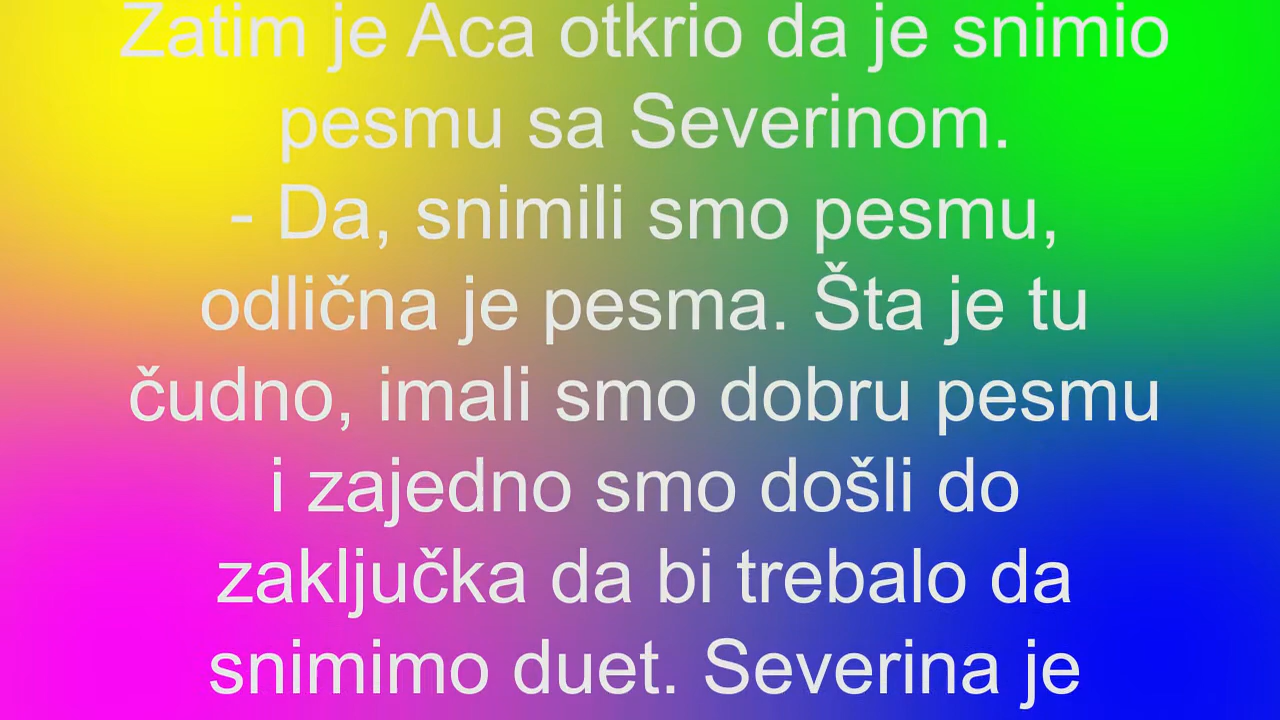 Zatim je Aca otkrio da je snimio
pesmu sa Severinom.
- Da, snimili smo pesmu,
odlična je pesma. Šta je tu
čudno, imali smo dobru pesmu
i zajedno smo došli do
zaključka da bi trebalo da
snimimo duet. Severina je